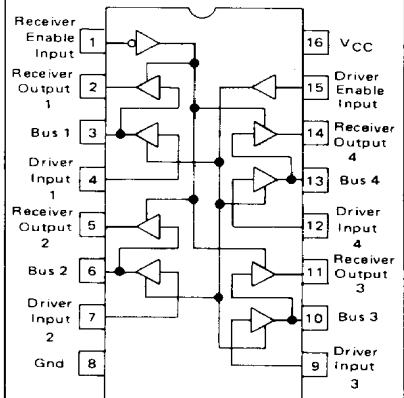 Receiver
Enable
Input
1
Receiver
Output
1
2
Bus 1
3
Driver
Input
1
4
Receiver
Output
2
5
Bus 2
6
Driver
Input
2
7
Gnd
8
16
VCC
15
Driver
Enable
Input
14
Receiver
Output
4
13
Bus 4
12
Driver
Input
4
11
Receiver
Output
3
10
Bus 3
9
Driver
Input
3